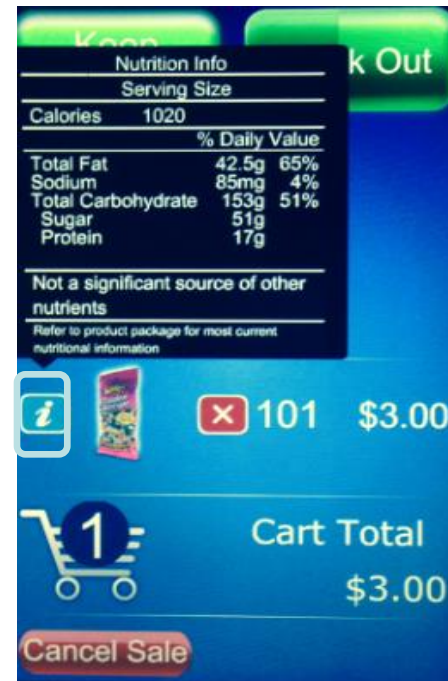 Keep
k Out
Nutrition Info
Serving Size
Calories 1020
% Daily Value
Total Fat 42.5g 65%
Sodium 85mg 4%
Total Carbohydrate 153g 51%
Sugar 51g
Protein 17g
Not a significant source of other
nutrients
Refer to product package for most current
nutritional information
i
101 $3.00
1
Cart Total
$3.00
Cancel Sale